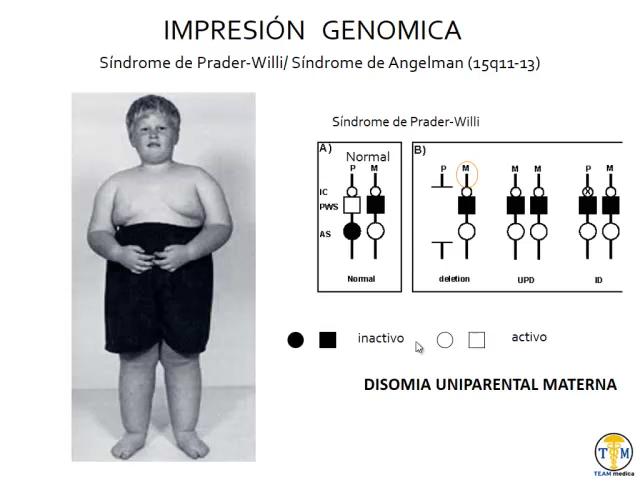 IMPRESIÓN GENOMICA
Síndrome de Prader-Willi/ Síndrome de Angelman (15q11-13)
Síndrome de Prader-Willi
A)
Normal
B)
P M
P M
M M
P M
IC
PWS
AS
Normal
deletion
UPD
ID
inactivo
activo
DISOMIA UNIPARENTAL MATERNA
T M
TEAM medica